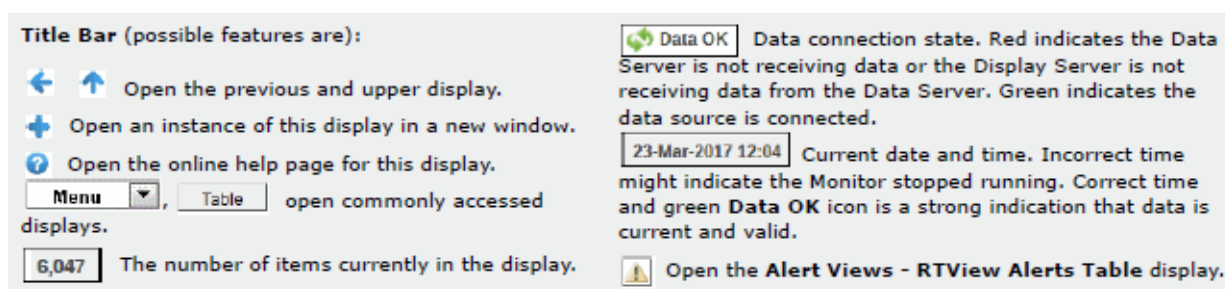 Title Bar (possible features are):
Open the previous and upper display.
Open an instance of this display in a new window.
? Open the online help page for this display.
Menu , Table open commonly accessed
displays.
6,047 The number of items currently in the display.
Data OK Data connection state. Red indicates the Data
Server is not receiving data or the Display Server is not
receiving data from the Data Server. Green indicates the
data source is connected.
23-Mar-2017 12:04 Current date and time. Incorrect time
might indicate the Monitor stopped running. Correct time
and green Data OK icon is a strong indication that data is
current and valid.
Open the Alert Views - RTView Alerts Table display.